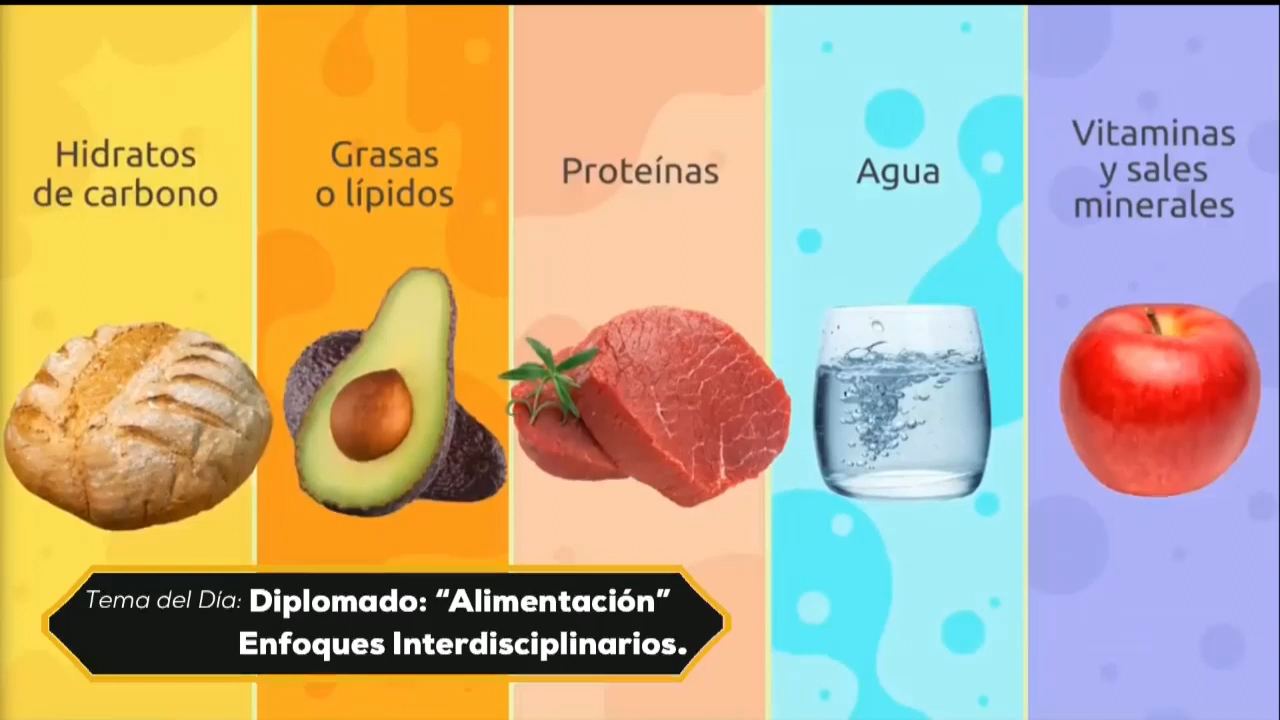 Hidratos
de carbono
Grasas
o lípidos
Proteínas
Agua
Vitaminas
y sales
minerales
Tema del Día: Diplomado: “Alimentación”
Enfoques Interdisciplinarios.